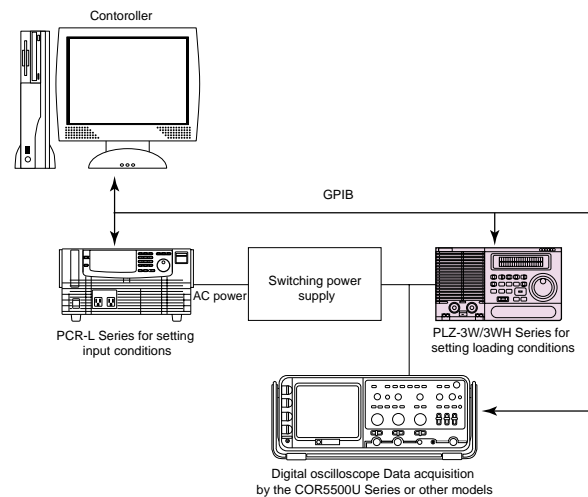 Contoroller
GPIB
AC power
Switching power
supply
PCR-L Series for setting
input conditions
PLZ-3W/3WH Series for
setting loading conditions
Digital oscilloscope Data acquisition
by the COR5500U Series or other models